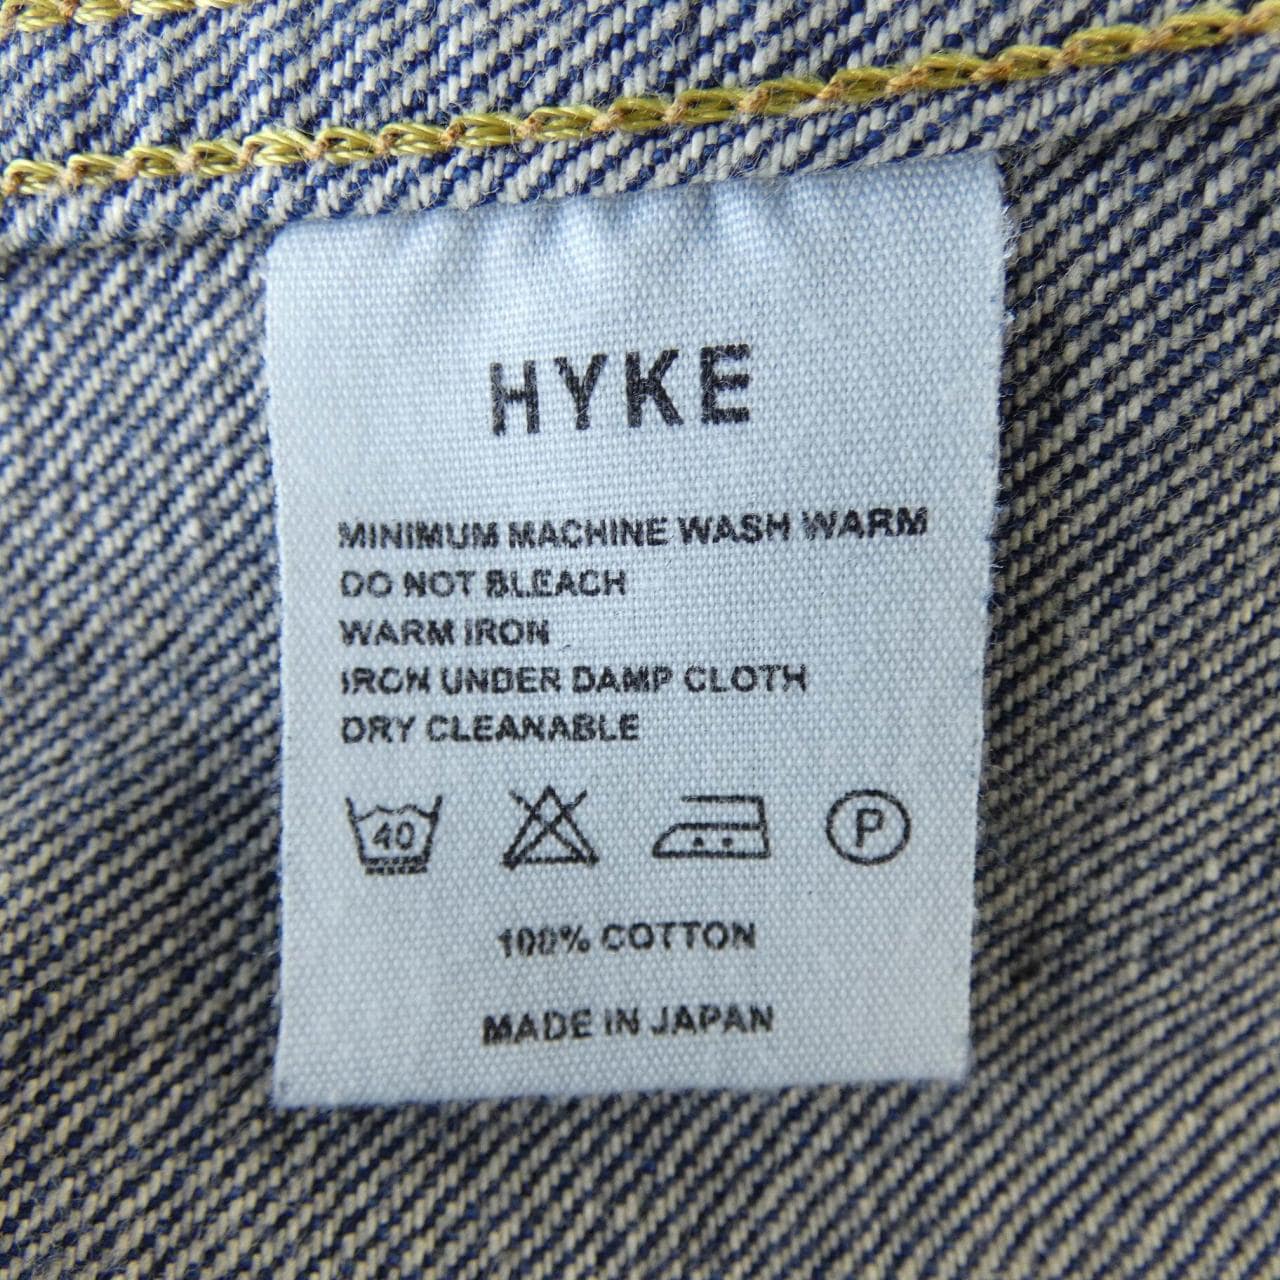 HYKE
MINIMUM MACHINE WASH WARM
DO NOT BLEACH
WARM IRON
IRON UNDER DAMP CLOTH
DRY CLEANABLE
40 P
100% COTTON
MADE IN JAPAN